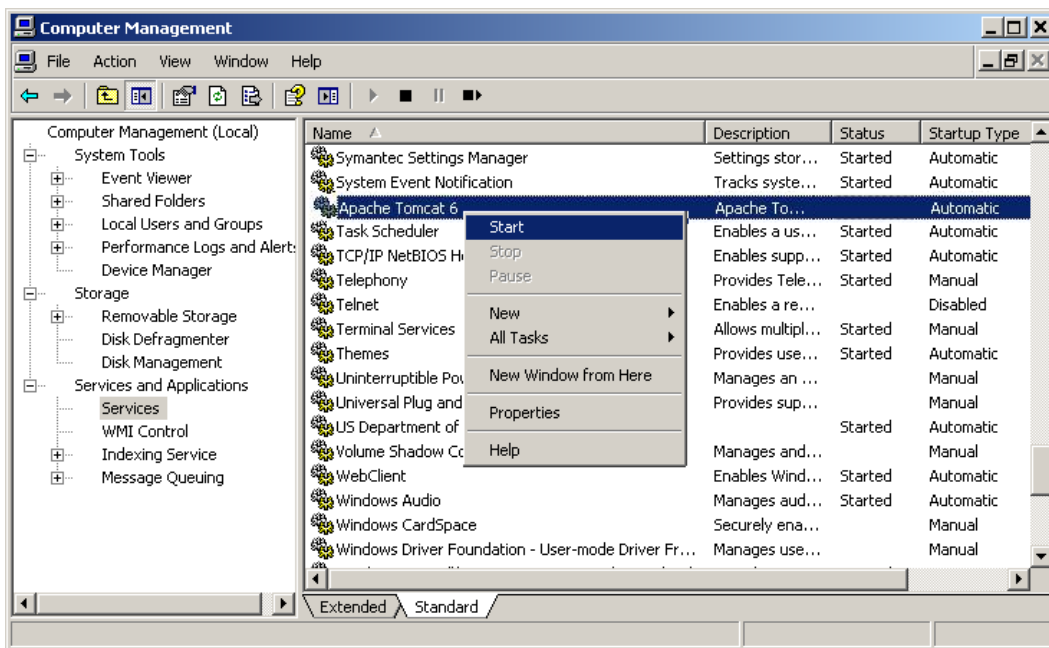 Computer Management
File Action View Window Help
Computer Management (Local)
System Tools
Event Viewer
Shared Folders
Local Users and Groups
Performance Logs and Alert
Device Manager
Storage
Removable Storage
Disk Defragmenter
Disk Management
Services and Applications
Services
WMI Control
Indexing Service
Message Queuing
Name Description Status Startup Type
Symantec Settings Manager Settings stor... Started Automatic
System Event Notification Tracks syste... Started Automatic
Apache Tomcat 6 Apache To... Automatic
Task Scheduler Enables a us... Started Automatic
TCP/IP NetBIOS H Enables supp... Started Automatic
Telephony Provides Tele... Started Manual
Telnet Enables a re... Disabled
Terminal Services Allows multipl... Started Manual
Themes Provides use... Started Automatic
Uninterruptible Po Manages an ... Manual
Universal Plug and Provides sup... Manual
US Department of Started Automatic
Volume Shadow Co Manages and... Manual
WebClient Enables Wind... Started Automatic
Windows Audio Manages aud... Started Automatic
Windows CardSpace Securely ena... Manual
Windows Driver Foundation - User-mode Driver Fr... Manages use... Manual
Start
Stop
Pause
New
All Tasks
New Window from Here
Properties
Help
Extended Standard